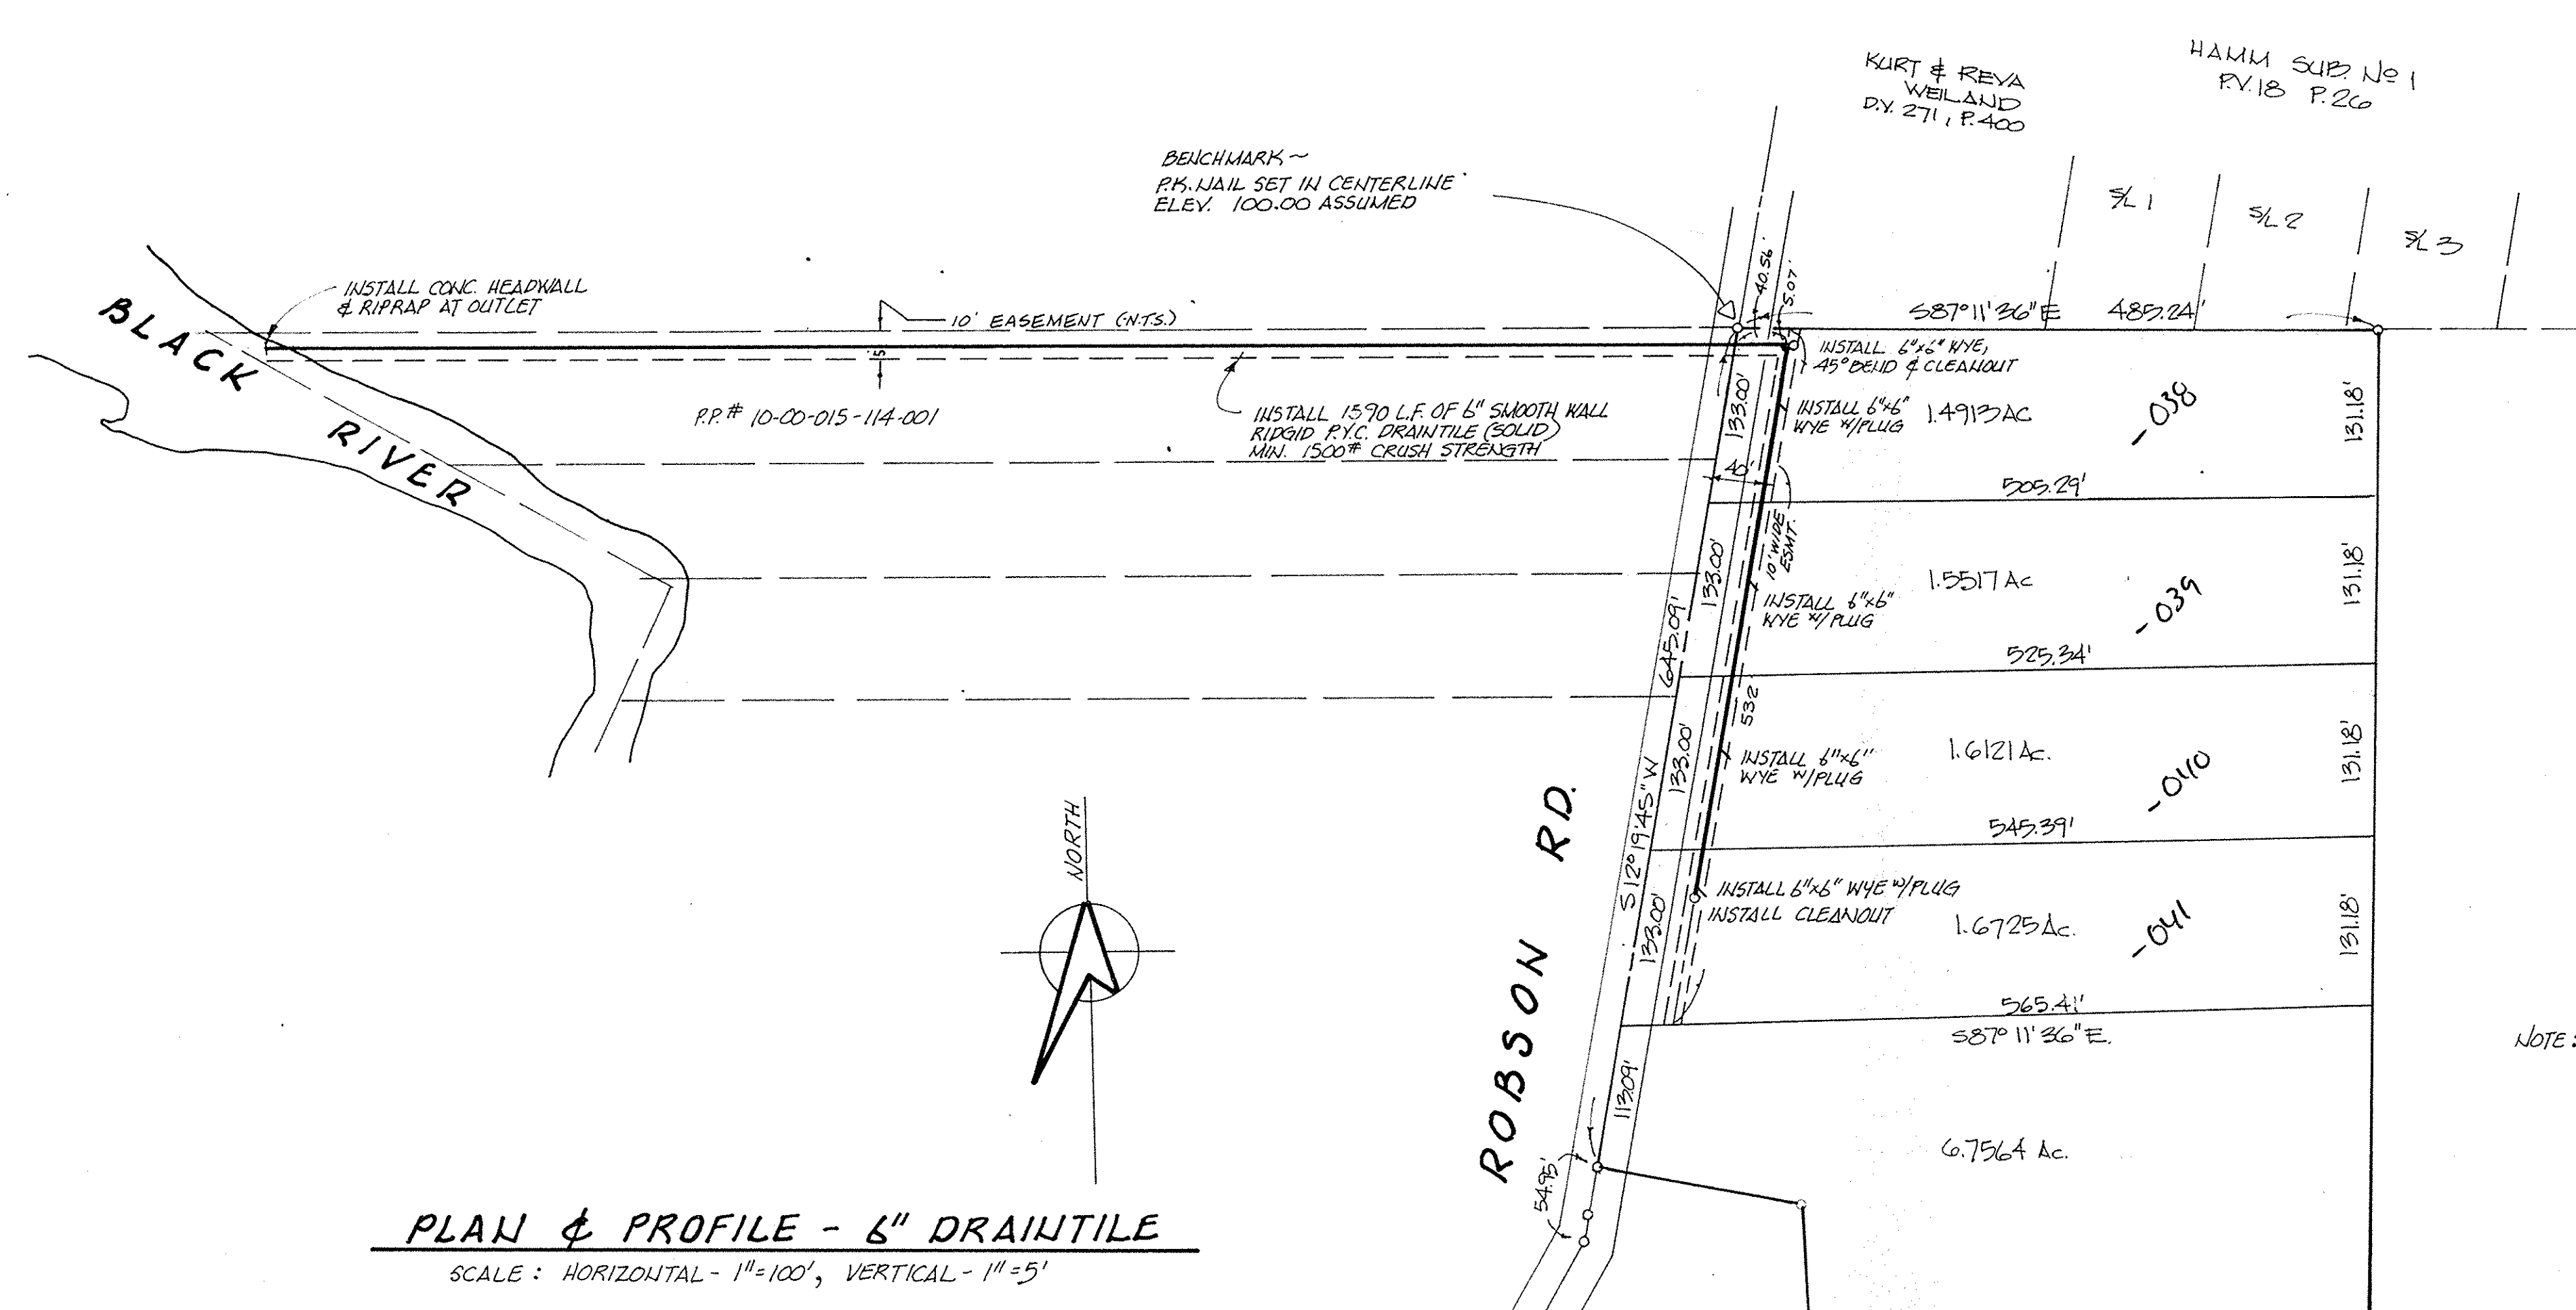 KURT & REVA
WEILAND
D.V. 271, P.400
HAMM SUB. No 1
P.V.18 P.26
BENCHMARK ~
P.K. NAIL SET IN CENTERLINE
ELEV. 100.00 ASSUMED
S/L 1
S/L 2
S/L 3
INSTALL CONC. HEADWALL
& RIPRAP AT OUTLET
BLACK RIVER
10' EASEMENT (N.T.S.)
5'
40.56'
5.07'
S87°11'36"E 485.24'
INSTALL 6"x6" WYE,
45° BEND & CLEANOUT
P.P.# 10-00-015-114-001
INSTALL 1590 L.F. OF 6" SMOOTH WALL
RIDGID P.V.C. DRAINTILE (SOLID)
MIN. 1500# CRUSH STRENGTH
133.00'
INSTALL 6"x6"
WYE W/PLUG
1.4913 AC
-038
131.18'
40'
505.29'
10' WIDE
ESMT.
133.00'
1.5517 Ac
-039
131.18'
INSTALL 6"x6"
WYE W/PLUG
645.09'
525.34'
532'
133.00'
INSTALL 6"x6"
WYE W/PLUG
1.6121 Ac.
-040
131.18'
S 12°19'45" W
545.39'
NORTH
INSTALL 6"x6" WYE W/PLUG
INSTALL CLEANOUT
133.00'
1.6725 Ac.
-041
131.18'
565.41'
S87°11'36"E.
NOTE:
ROBSON RD.
113.09'
6.7564 Ac.
54.95'
PLAN & PROFILE - 6" DRAINTILE
SCALE: HORIZONTAL - 1"=100', VERTICAL - 1"=5'